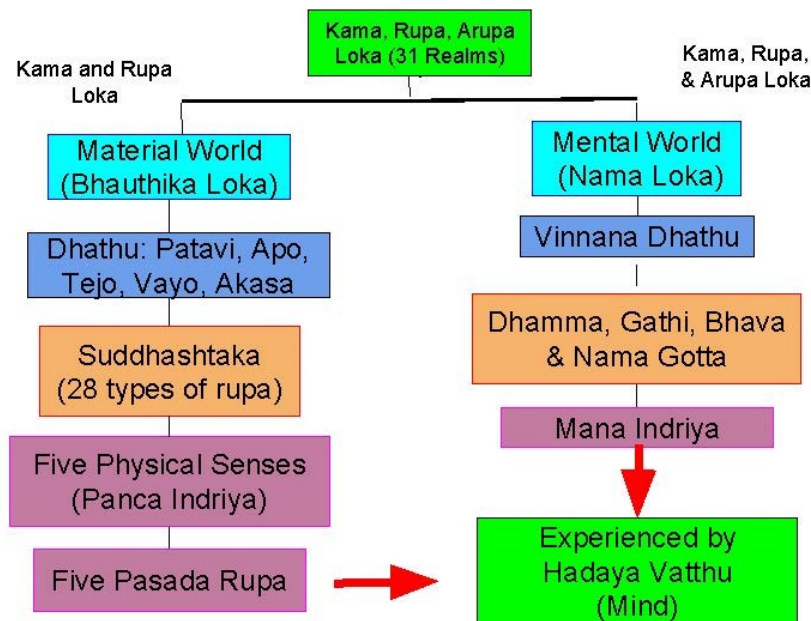 Kama, Rupa, Arupa
Loka (31 Realms)
Kama and Rupa
Loka
Kama, Rupa,
& Arupa Loka
Material World
(Bhauthika Loka)
Mental World
(Nama Loka)
Dhathu: Patavi, Apo,
Tejo, Vayo, Akasa
Vinnana Dhathu
Suddhashtaka
(28 types of rupa)
Dhamma, Gathi, Bhava
& Nama Gotta
Five Physical Senses
(Panca Indriya)
Mana Indriya
Five Pasada Rupa
Experienced by
Hadaya Vatthu
(Mind)